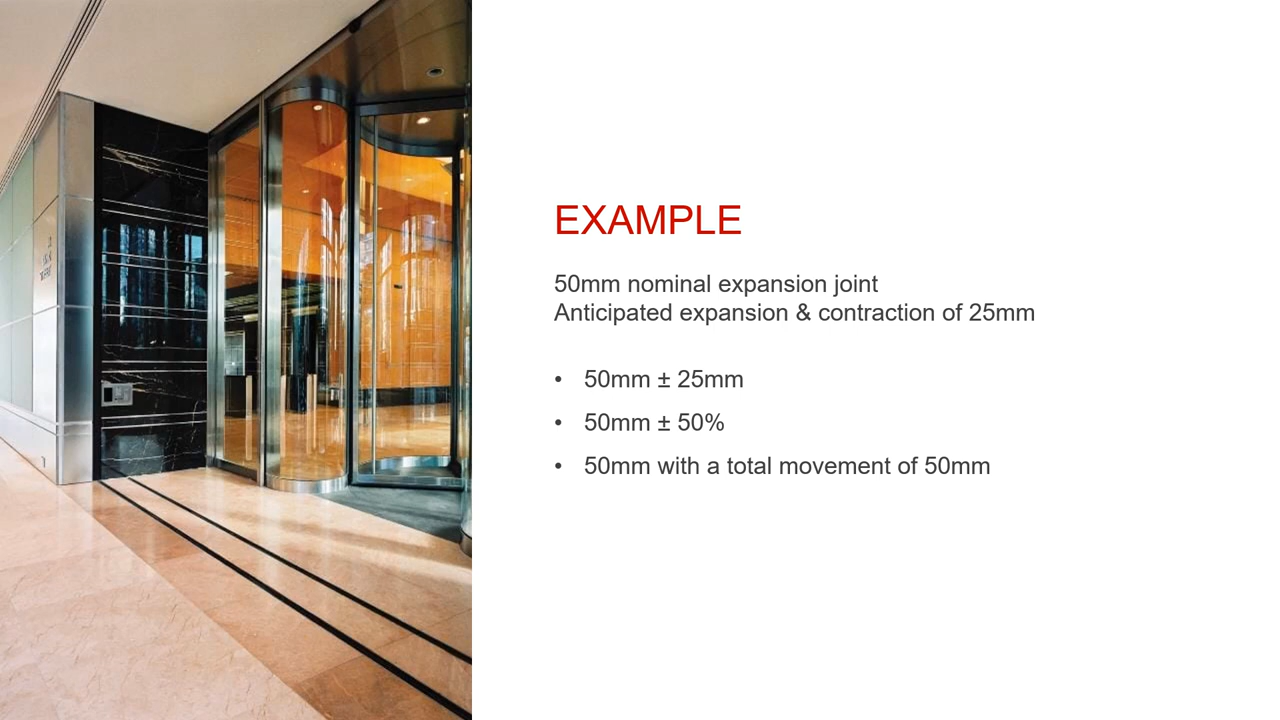 EXAMPLE
50mm nominal expansion joint
Anticipated expansion & contraction of 25mm
• 50mm ± 25mm
• 50mm ± 50%
• 50mm with a total movement of 50mm